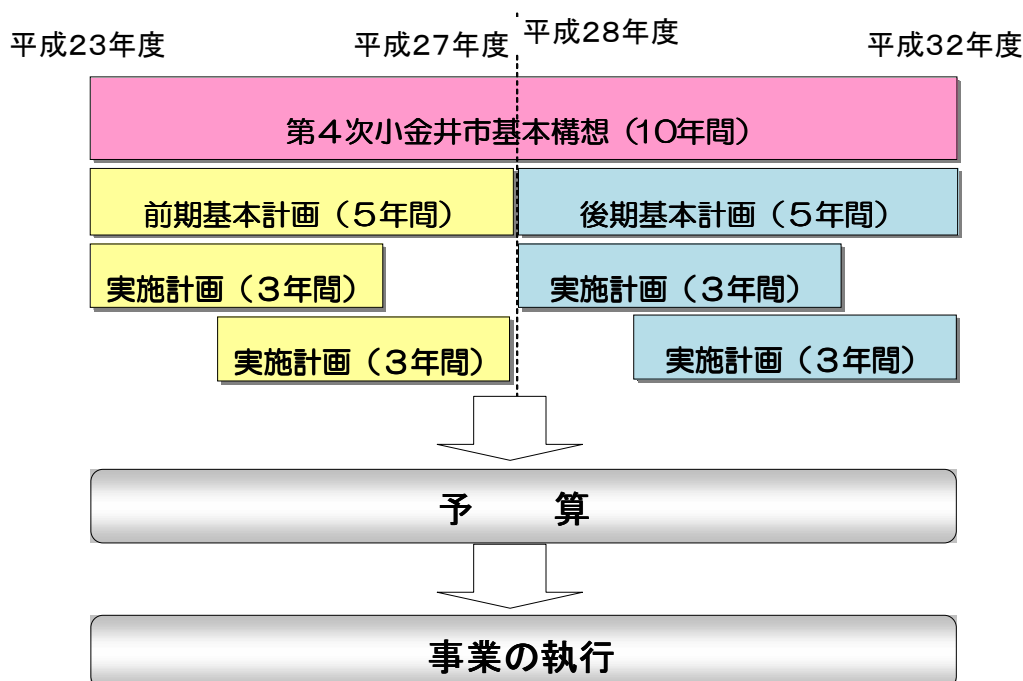 平成23年度
平成27年度
平成28年度
平成32年度
第４次小金井市基本構想（10年間）
前期基本計画（５年間）
後期基本計画（５年間）
実施計画（３年間）
実施計画（３年間）
実施計画（３年間）
実施計画（３年間）
予　算
事業の執行